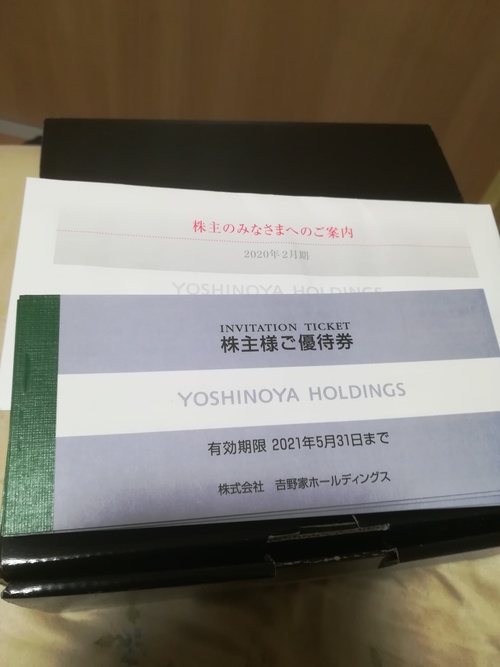 株主のみなさまへのご案内
2020年2月期
YOSHINOYA HOLDINGS
INVITATION TICKET
株主様ご優待券
YOSHINOYA HOLDINGS
有効期限 2021年5月31日まで
株式会社 吉野家ホールディングス